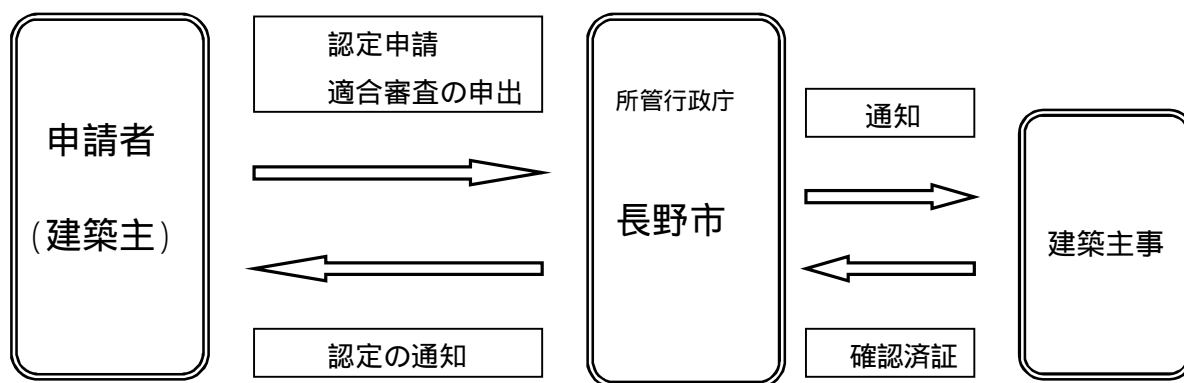 認定申請
適合審査の申出
申請者
(建築主)
所管行政庁
長野市
通知
建築主事
認定の通知
確認済証